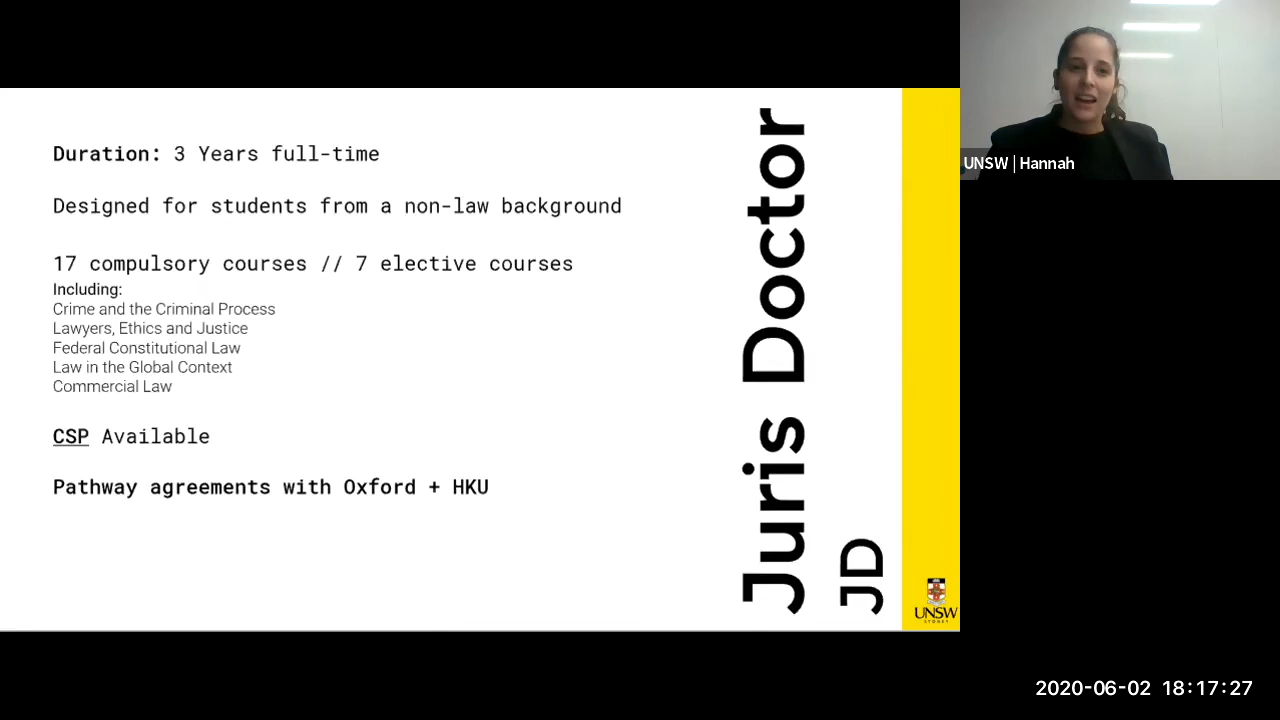 Duration: 3 Years full-time
Designed for students from a non-law background
17 compulsory courses // 7 elective courses
Including:
Crime and the Criminal Process
Lawyers, Ethics and Justice
Federal Constitutional Law
Law in the Global Context
Commercial Law
CSP Available
Pathway agreements with Oxford + HKU
Juris Doctor
JD
UNSW
SYDNEY
UNSW | Hannah
2020-06-02 18:17:27